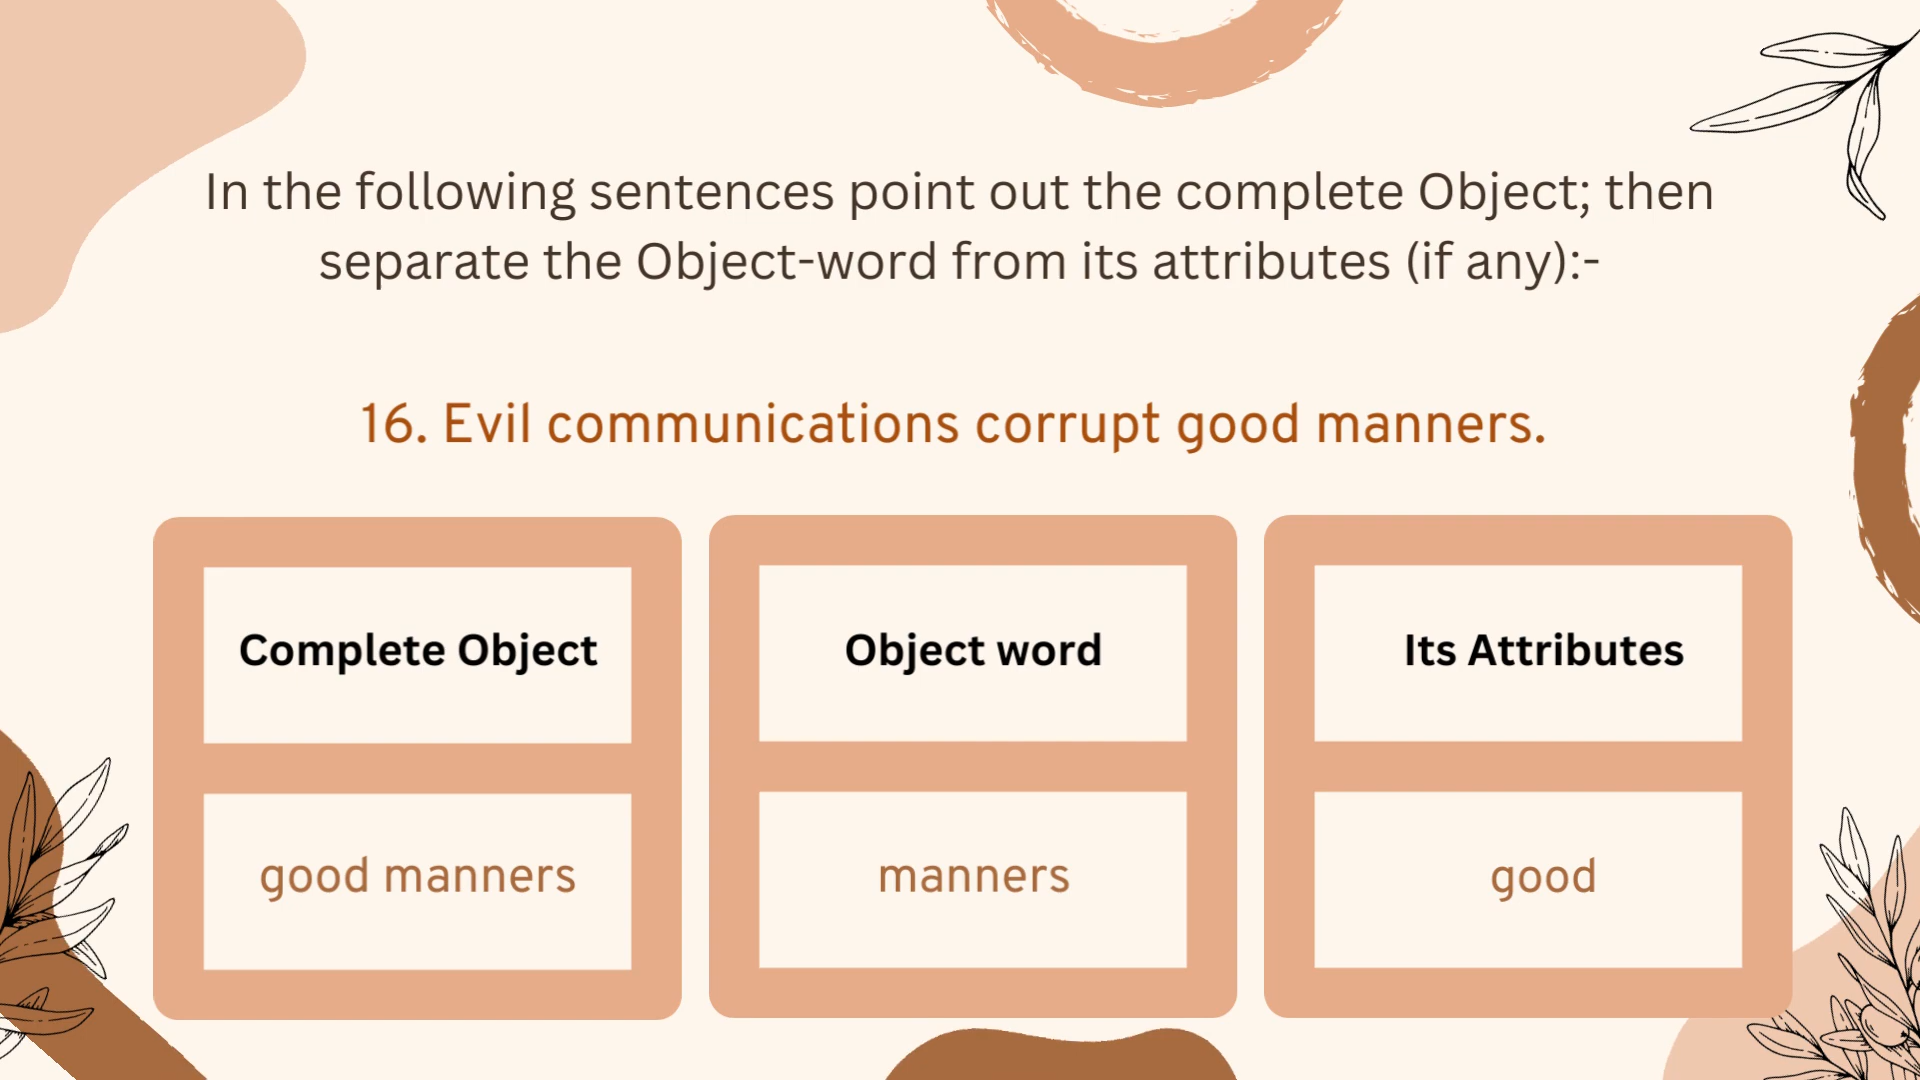 In the following sentences point out the complete Object; then
separate the Object-word from its attributes (if any):-
16. Evil communications corrupt good manners.
Complete Object
Object word
Its Attributes
good manners
manners
good